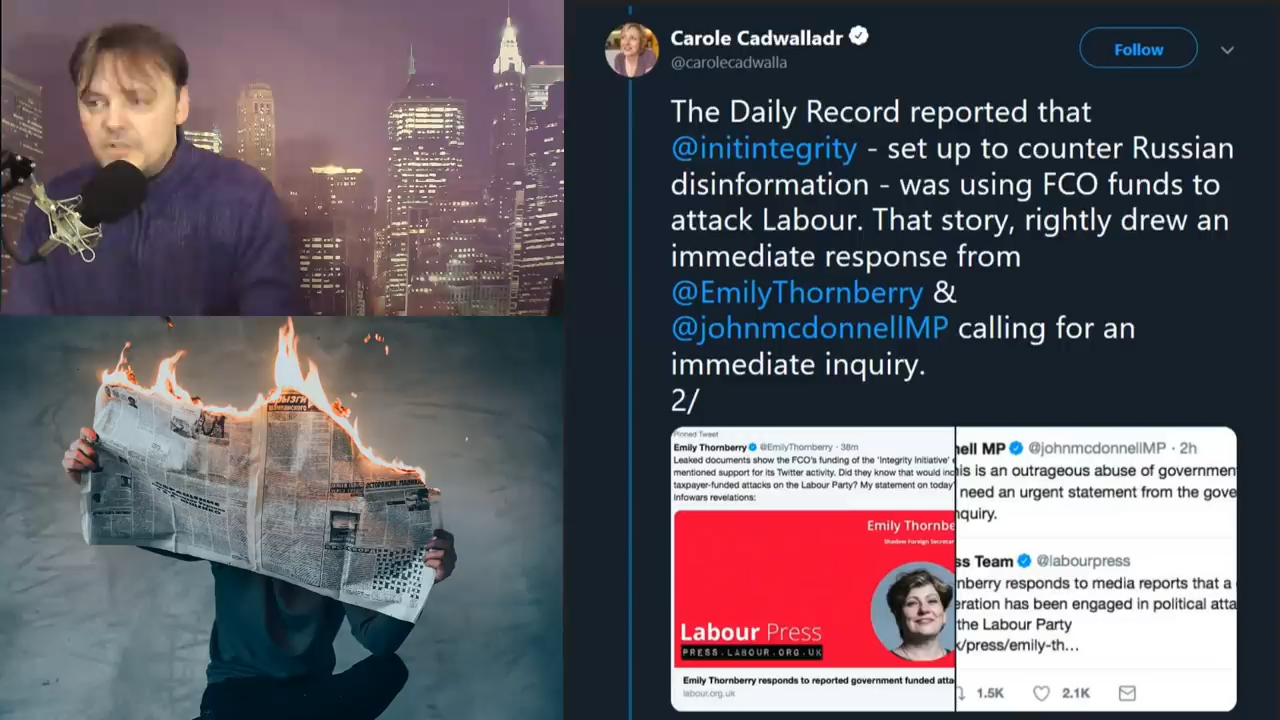 Carole Cadwalladr
@carolecadwalla
Follow
The Daily Record reported that
@initintegrity - set up to counter Russian
disinformation - was using FCO funds to
attack Labour. That story, rightly drew an
immediate response from
@EmilyThornberry &
@johnmcdonnellMP calling for an
immediate inquiry.
2/
Pinned Tweet
Emily Thornberry @EmilyThornberry · 38m
Leaked documents show the FCO's funding of the 'Integrity Initiative'
mentioned support for its Twitter activity. Did they know that would inc
taxpayer-funded attacks on the Labour Party? My statement on today'
Infowars revelations:
Emily Thornbe
Shadow Foreign Secretar
Labour Press
PRESS.LABOUR.ORG.UK
Emily Thornberry responds to reported government funded atta
labour.org.uk
nell MP @johnmcdonnellMP · 2h
his is an outrageous abuse of government
need an urgent statement from the gove
nquiry.
ss Team @labourpress
nberry responds to media reports that a
eration has been engaged in political atta
the Labour Party
k/press/emily-th...
1.5K
2.1K